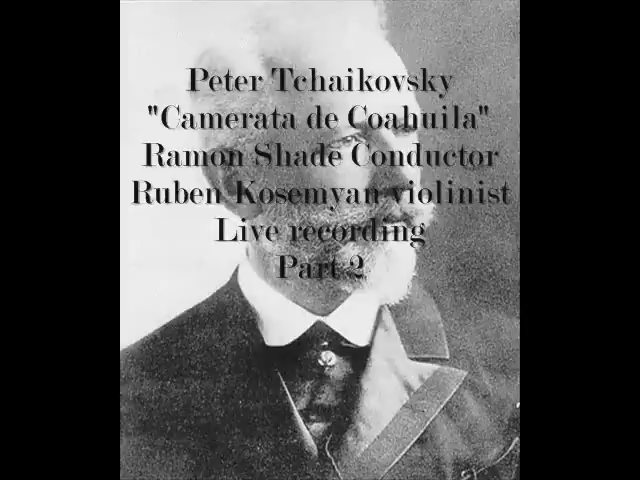 Peter Tchaikovsky
"Camerata de Coahuila"
Ramon Shade Conductor
Ruben Kosemyan violinist
Live recording
Part 2